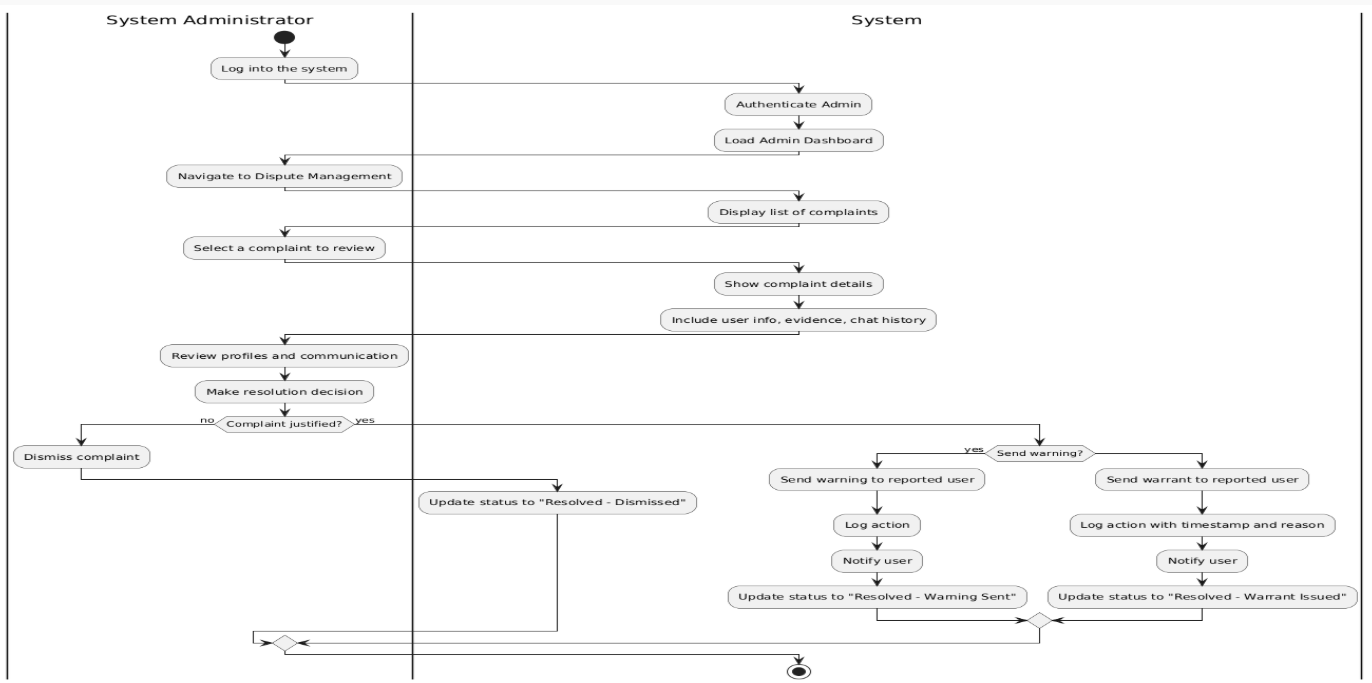 System Administrator
System
Log into the system
Authenticate Admin
Load Admin Dashboard
Navigate to Dispute Management
Display list of complaints
Select a complaint to review
Show complaint details
Include user info, evidence, chat history
Review profiles and communication
Make resolution decision
no
Complaint justified?
yes
Dismiss complaint
yes
Send warning?
Send warning to reported user
Send warrant to reported user
Update status to "Resolved - Dismissed"
Log action
Log action with timestamp and reason
Notify user
Notify user
Update status to "Resolved - Warning Sent"
Update status to "Resolved - Warrant Issued"